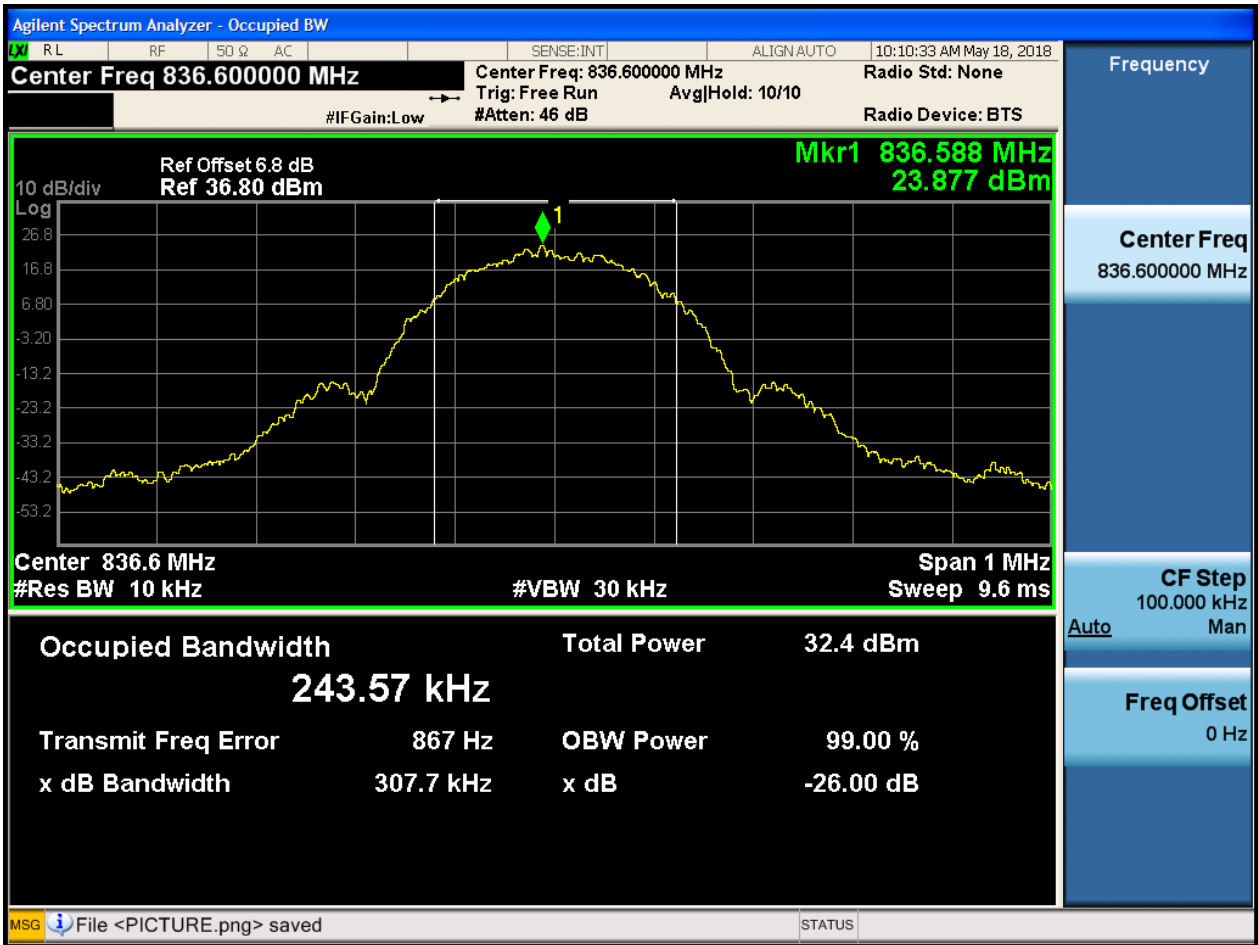 Agilent Spectrum Analyzer - Occupied BW
LXI RL RF 50 Ω AC SENSE:INT ALIGN AUTO 10:10:33 AM May 18, 2018
Center Freq 836.600000 MHz
#IFGain:Low
Center Freq: 836.600000 MHz
Trig: Free Run Avg|Hold: 10/10
#Atten: 46 dB
Radio Std: None
Radio Device: BTS
Ref Offset 6.8 dB
10 dB/div Ref 36.80 dBm
Mkr1 836.588 MHz
23.877 dBm
Log
1
26.8
16.8
6.80
-3.20
-13.2
-23.2
-33.2
-43.2
-53.2
Center 836.6 MHz Span 1 MHz
#Res BW 10 kHz #VBW 30 kHz Sweep 9.6 ms
Occupied Bandwidth Total Power 32.4 dBm
243.57 kHz
Transmit Freq Error 867 Hz OBW Power 99.00 %
x dB Bandwidth 307.7 kHz x dB -26.00 dB
Frequency
Center Freq
836.600000 MHz
CF Step
100.000 kHz
Auto Man
Freq Offset
0 Hz
MSG File <PICTURE.png> saved STATUS